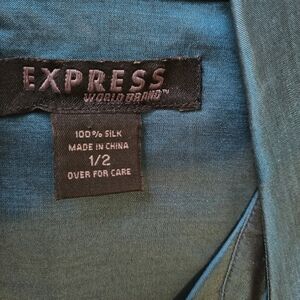 EXPRESS
WORLD BRAND™
100% SILK
MADE IN CHINA
1/2
OVER FOR CARE